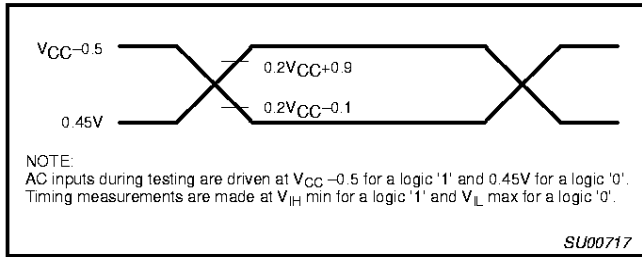 VCC–0.5
0.2VCC+0.9
0.2VCC–0.1
0.45V
NOTE:
AC inputs during testing are driven at VCC –0.5 for a logic '1' and 0.45V for a logic '0'.
Timing measurements are made at VIH min for a logic '1' and VIL max for a logic '0'.
SU00717